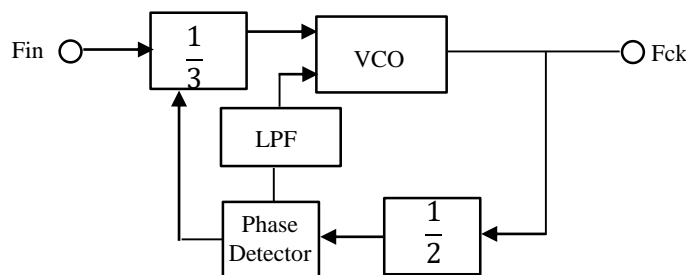 Fin
1
3
VCO
Fck
LPF
Phase
Detector
1
2